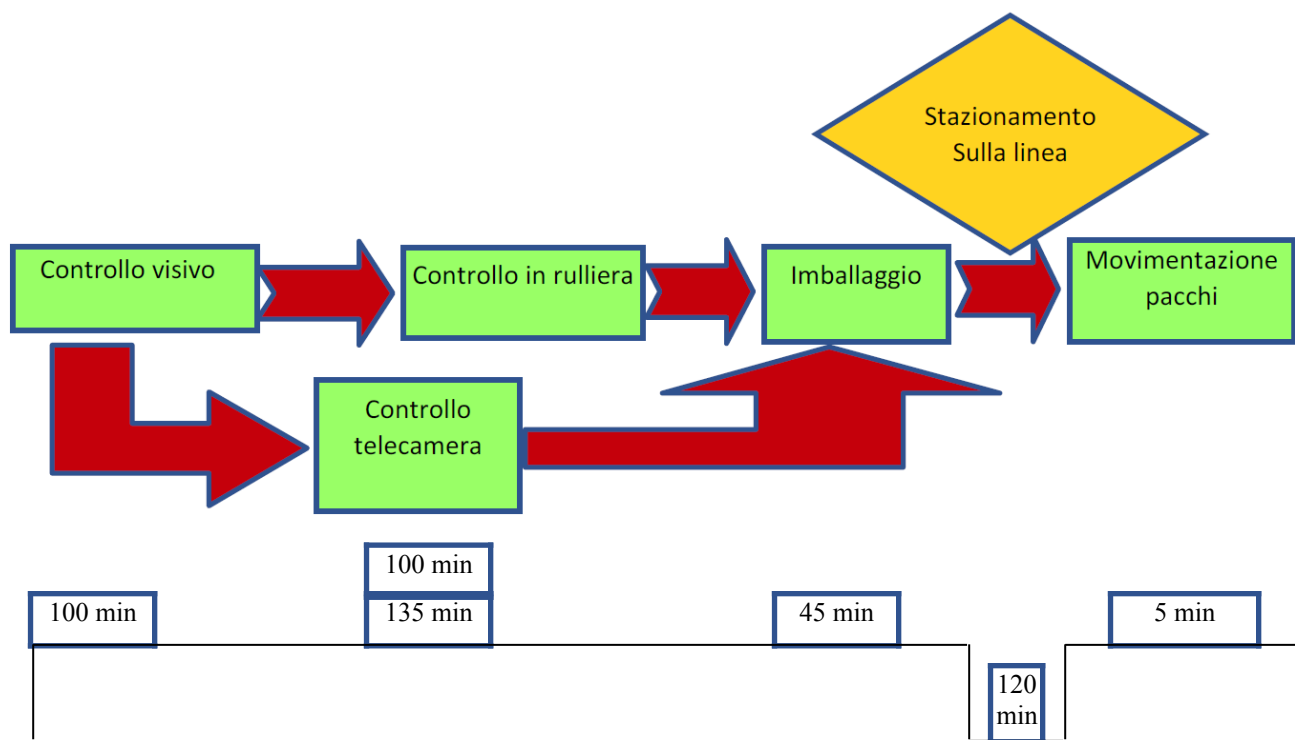 Stazionamento
Sulla linea
Controllo visivo
Controllo in rulliera
Imballaggio
Movimentazione
pacchi
Controllo
telecamera
100 min
100 min
135 min
45 min
5 min
120
min